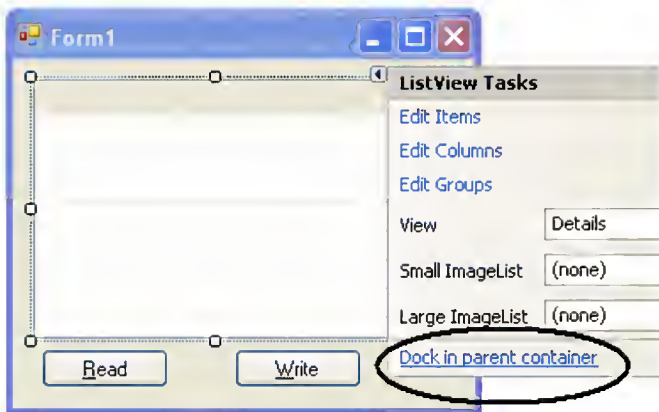 Form1
ListView Tasks
Edit Items
Edit Columns
Edit Groups
View Details
Small ImageList (none)
Large ImageList (none)
Dock in parent container
Read Write